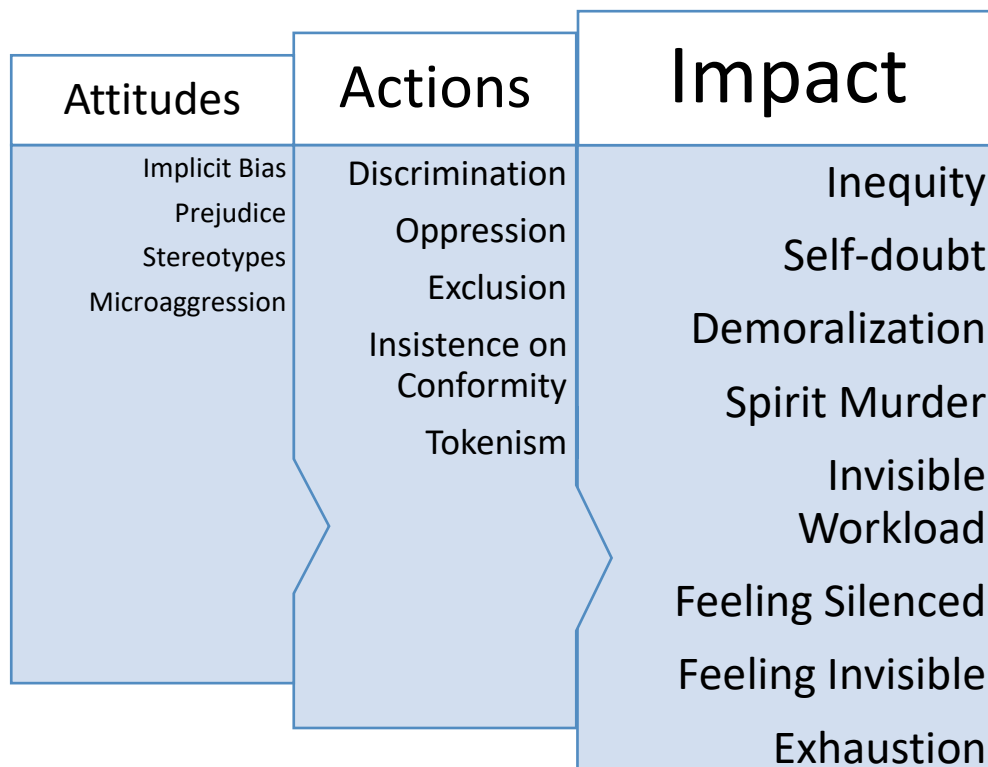 Attitudes
Implicit Bias
Prejudice
Stereotypes
Microaggression
Actions
Discrimination
Oppression
Exclusion
Insistence on
Conformity
Tokenism
Impact
Inequity
Self-doubt
Demoralization
Spirit Murder
Invisible
Workload
Feeling Silenced
Feeling Invisible
Exhaustion